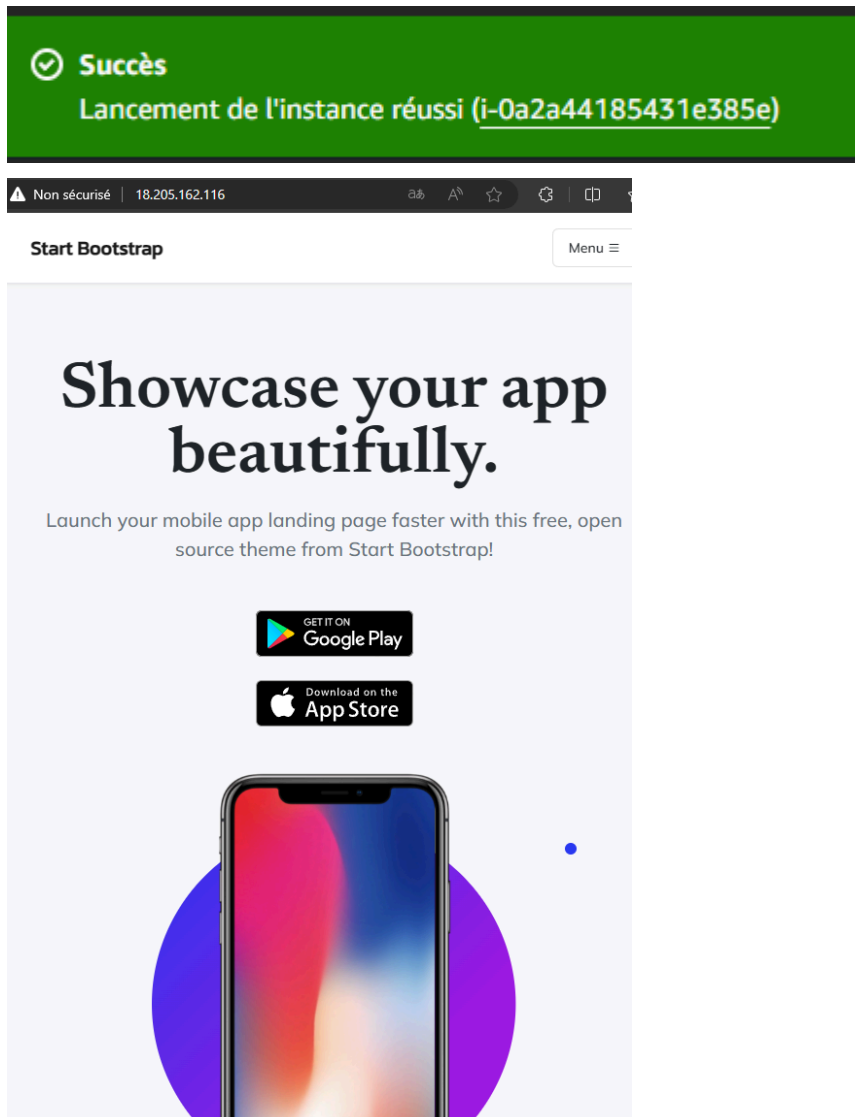 Succès
Lancement de l'instance réussi (i-0a2a44185431e385e)
Non sécurisé | 18.205.162.116 aあ A
Start Bootstrap Menu
Showcase your app
beautifully.
Launch your mobile app landing page faster with this free, open
source theme from Start Bootstrap!
GET IT ON
Google Play
Download on the
App Store